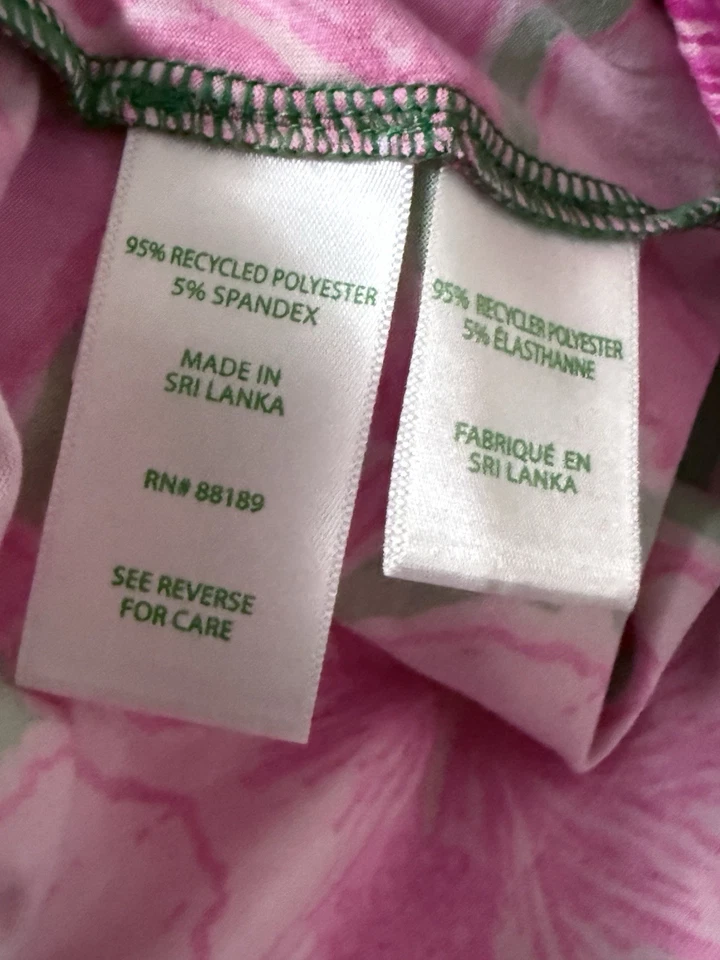 95% RECYCLED POLYESTER
5% SPANDEX
MADE IN
SRI LANKA
RN# 88189
SEE REVERSE
FOR CARE
95% RECYCLER POLYESTER
5% ÉLASTHANNE
FABRIQUÉ EN
SRI LANKA